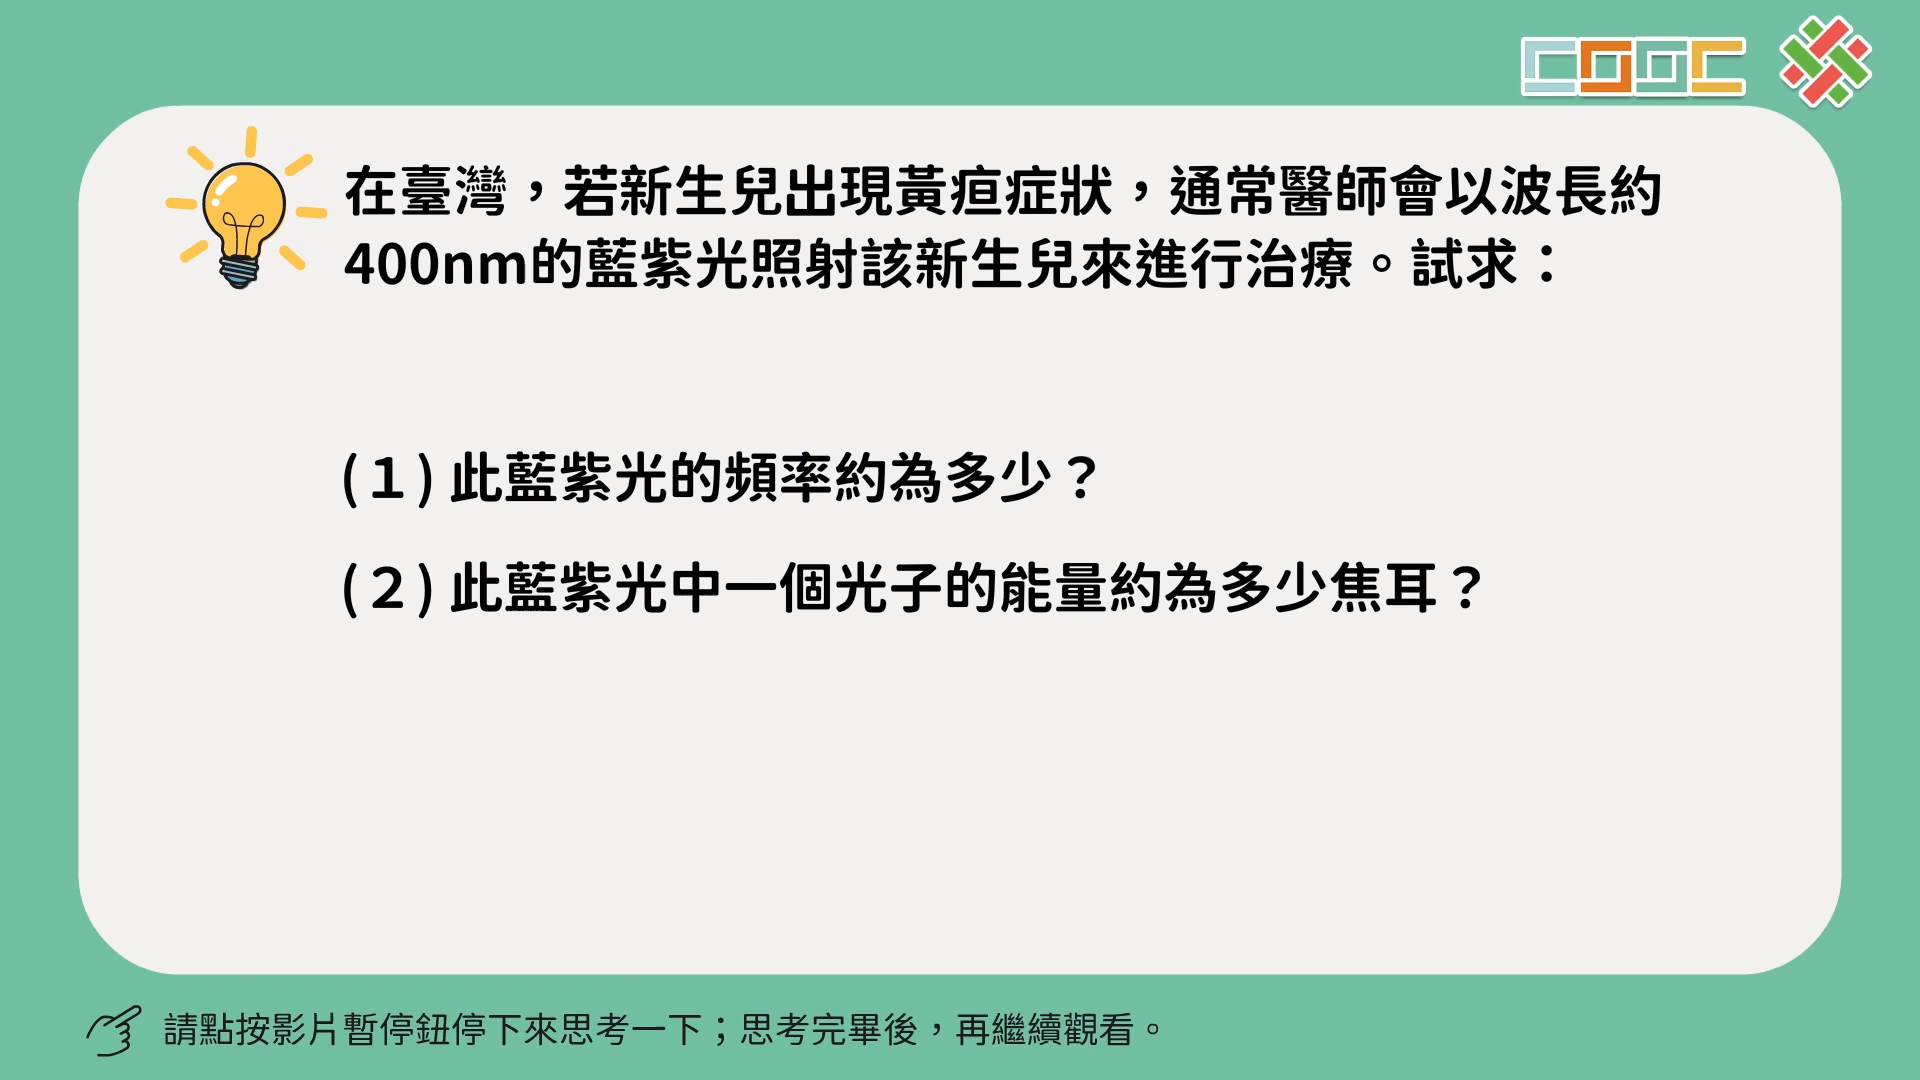 COOC
在臺灣，若新生兒出現黃疸症狀，通常醫師會以波長約
400nm的藍紫光照射該新生兒來進行治療。試求：
(１) 此藍紫光的頻率約為多少？
(２) 此藍紫光中一個光子的能量約為多少焦耳？
請點按影片暫停鈕停下來思考一下；思考完畢後，再繼續觀看。